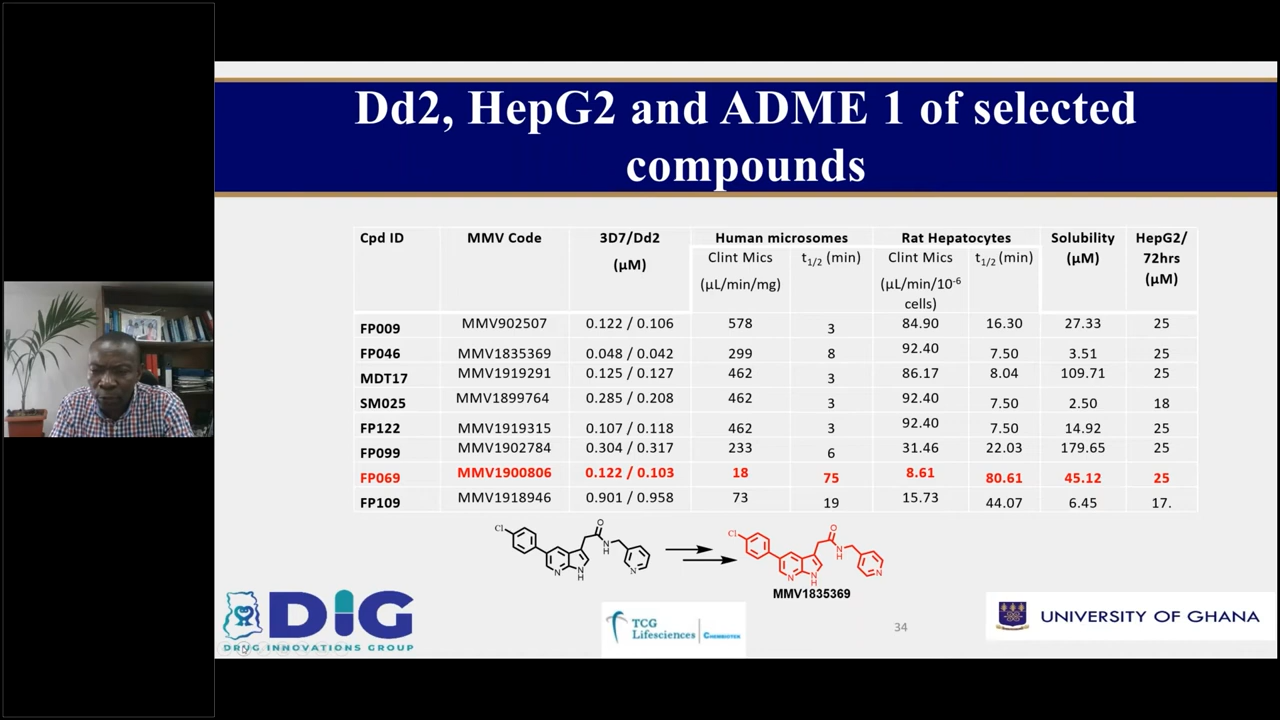 Dd2, HepG2 and ADME 1 of selected
compounds
Cpd ID MMV Code 3D7/Dd2 (µM) Human microsomes Rat Hepatocytes Solubility (µM) HepG2/ 72hrs (µM)
Clint Mics (µL/min/mg) t1/2 (min) Clint Mics (µL/min/10-6 cells) t1/2 (min)
FP009 MMV902507 0.122 / 0.106 578 3 84.90 16.30 27.33 25
FP046 MMV1835369 0.048 / 0.042 299 8 92.40 7.50 3.51 25
MDT17 MMV1919291 0.125 / 0.127 462 3 86.17 8.04 109.71 25
SM025 MMV1899764 0.285 / 0.208 462 3 92.40 7.50 2.50 18
FP122 MMV1919315 0.107 / 0.118 462 3 92.40 7.50 14.92 25
FP099 MMV1902784 0.304 / 0.317 233 6 31.46 22.03 179.65 25
FP069 MMV1900806 0.122 / 0.103 18 75 8.61 80.61 45.12 25
FP109 MMV1918946 0.901 / 0.958 73 19 15.73 44.07 6.45 17.
Cl O N H N N H N
Cl O N H N N H N
MMV1835369
DIG
DRUG INNOVATIONS GROUP
TCG
Lifesciences | CHEMBIOTEK
34
UNIVERSITY OF GHANA